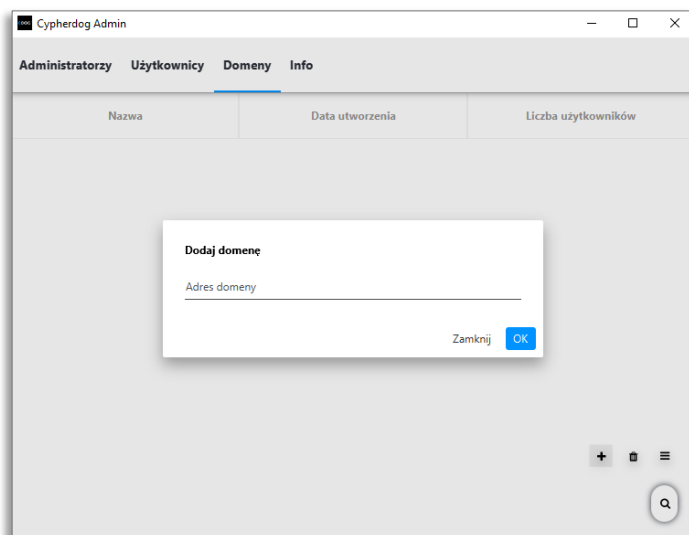 Cypherdog Admin
Administratorzy Użytkownicy Domeny Info
Nazwa Data utworzenia Liczba użytkowników
Dodaj domenę
Adres domeny
Zamknij OK